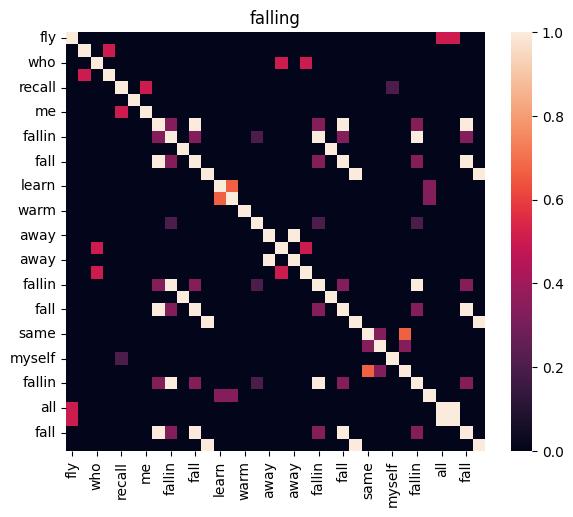 falling
fly
who
recall
me
fallin
fall
learn
warm
away
away
fallin
fall
same
myself
fallin
all
fall
1.0
0.8
0.6
0.4
0.2
0.0
fly
who
recall
me
fallin
fall
learn
warm
away
away
fallin
fall
same
myself
fallin
all
fall